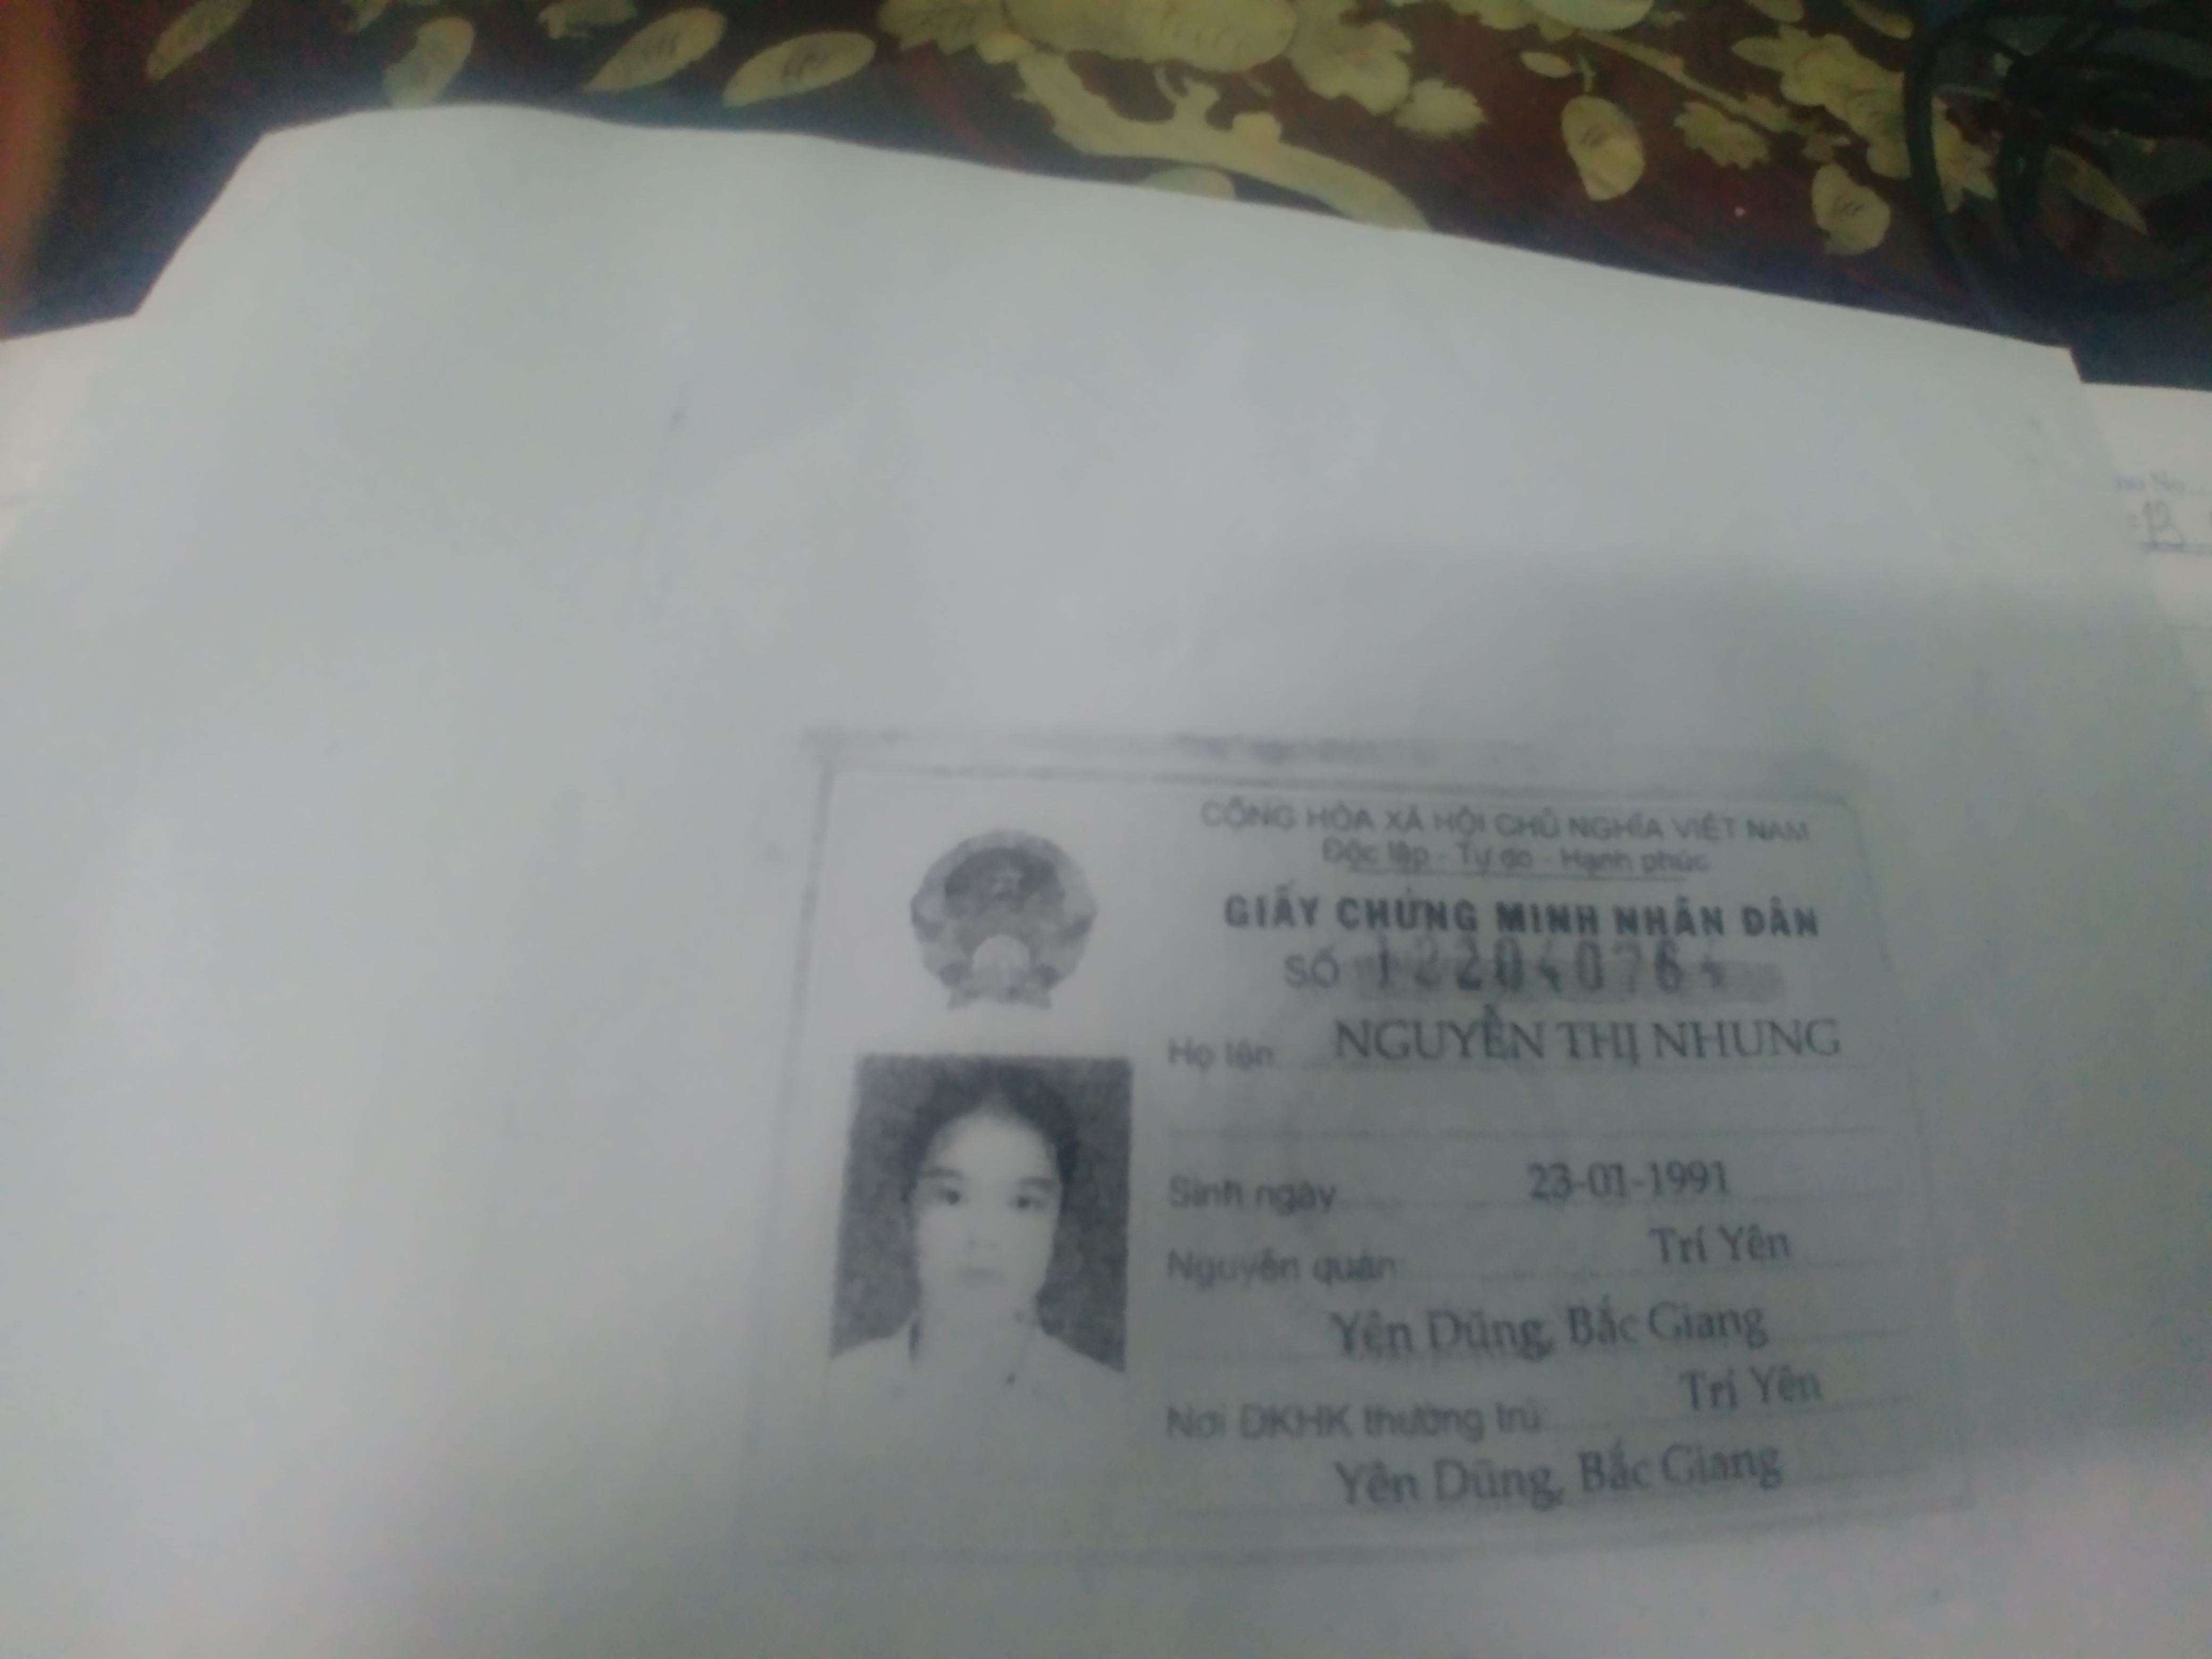 CỘNG HÒA XÃ HỘI CHỦ NGHĨA VIỆT NAM
Độc lập - Tự do - Hạnh phúc
GIẤY CHỨNG MINH NHÂN DÂN
SỐ
Họ tên: NGUYỄN THỊ NHUNG
Sinh ngày 23-01-1991
Nguyên quán: Trí Yên
Yên Dũng, Bắc Giang
Nơi ĐKHK thường trú: Trí Yên
Yên Dũng, Bắc Giang